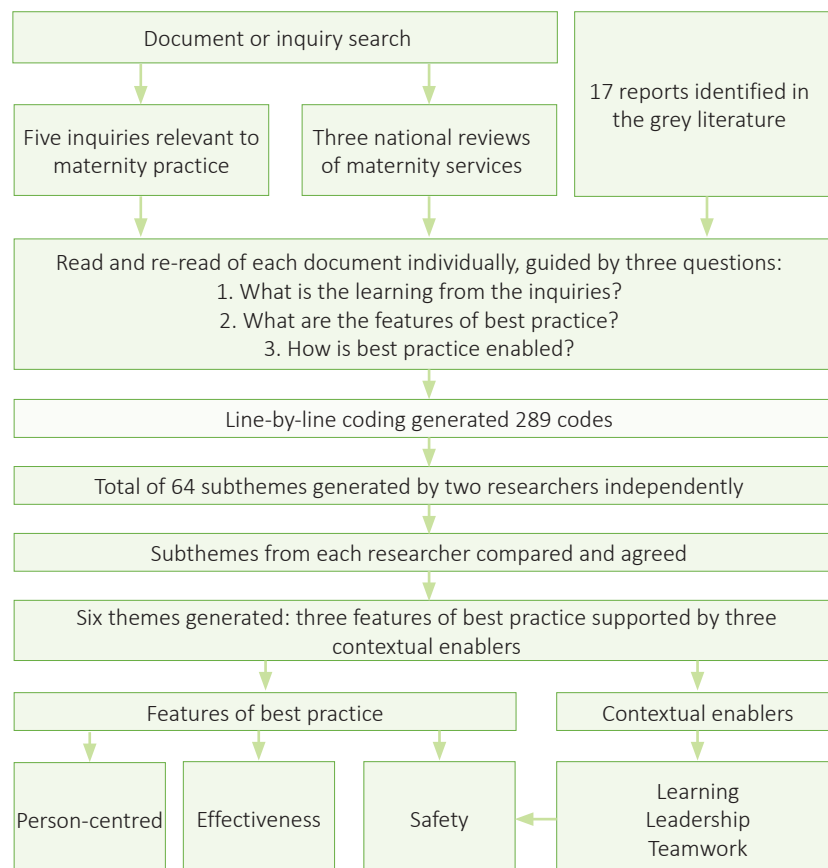 Document or inquiry search
17 reports identified in
the grey literature
Five inquiries relevant to
maternity practice
Three national reviews
of maternity services
Read and re-read of each document individually, guided by three questions:
1. What is the learning from the inquiries?
2. What are the features of best practice?
3. How is best practice enabled?
Line-by-line coding generated 289 codes
Total of 64 subthemes generated by two researchers independently
Subthemes from each researcher compared and agreed
Six themes generated: three features of best practice supported by three
contextual enablers
Features of best practice
Contextual enablers
Person-centred
Effectiveness
Safety
Learning
Leadership
Teamwork